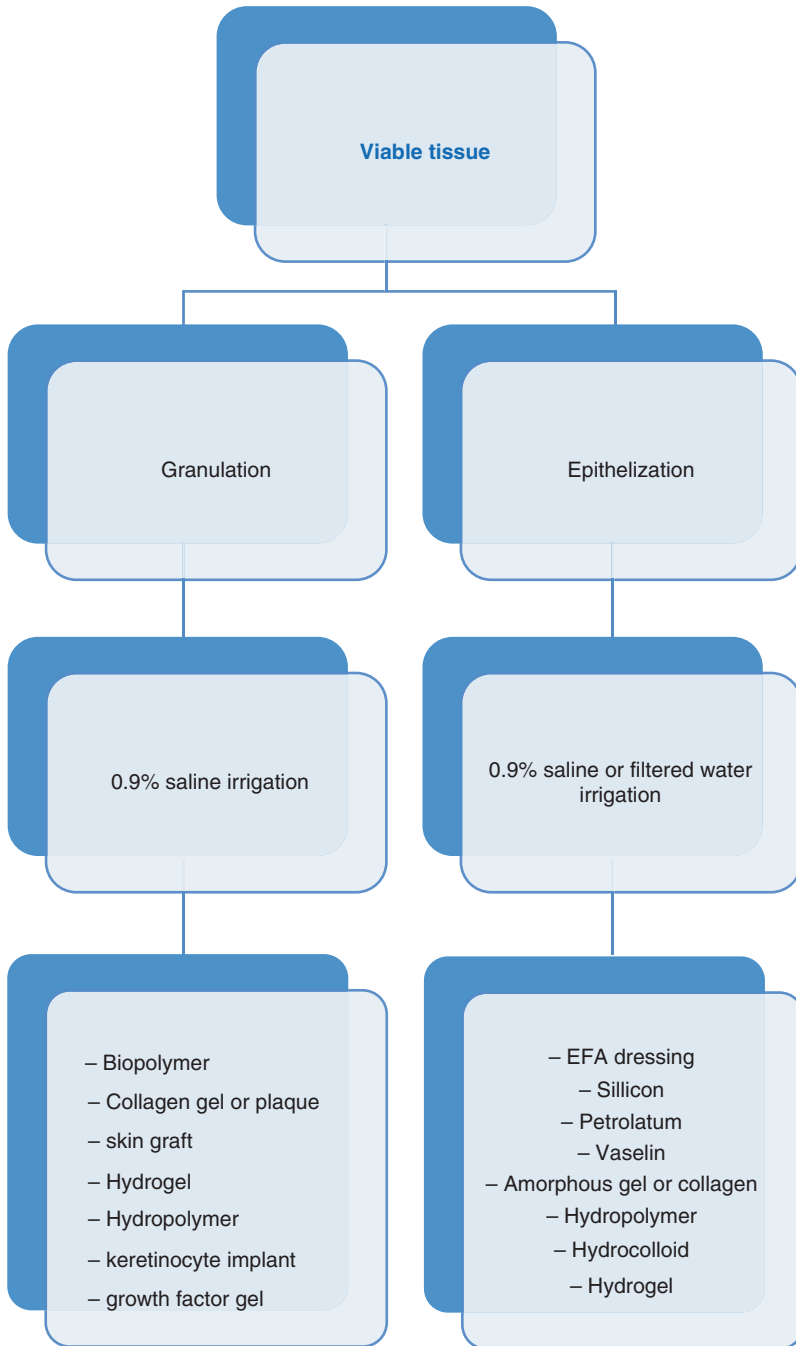 Viable tissue
Granulation
Epithelization
0.9% saline irrigation
0.9% saline or filtered water
irrigation
– Biopolymer
– Collagen gel or plaque
– skin graft
– Hydrogel
– Hydropolymer
– keretinocyte implant
– growth factor gel
– EFA dressing
– Sillicon
– Petrolatum
– Vaselin
– Amorphous gel or collagen
– Hydropolymer
– Hydrocolloid
– Hydrogel